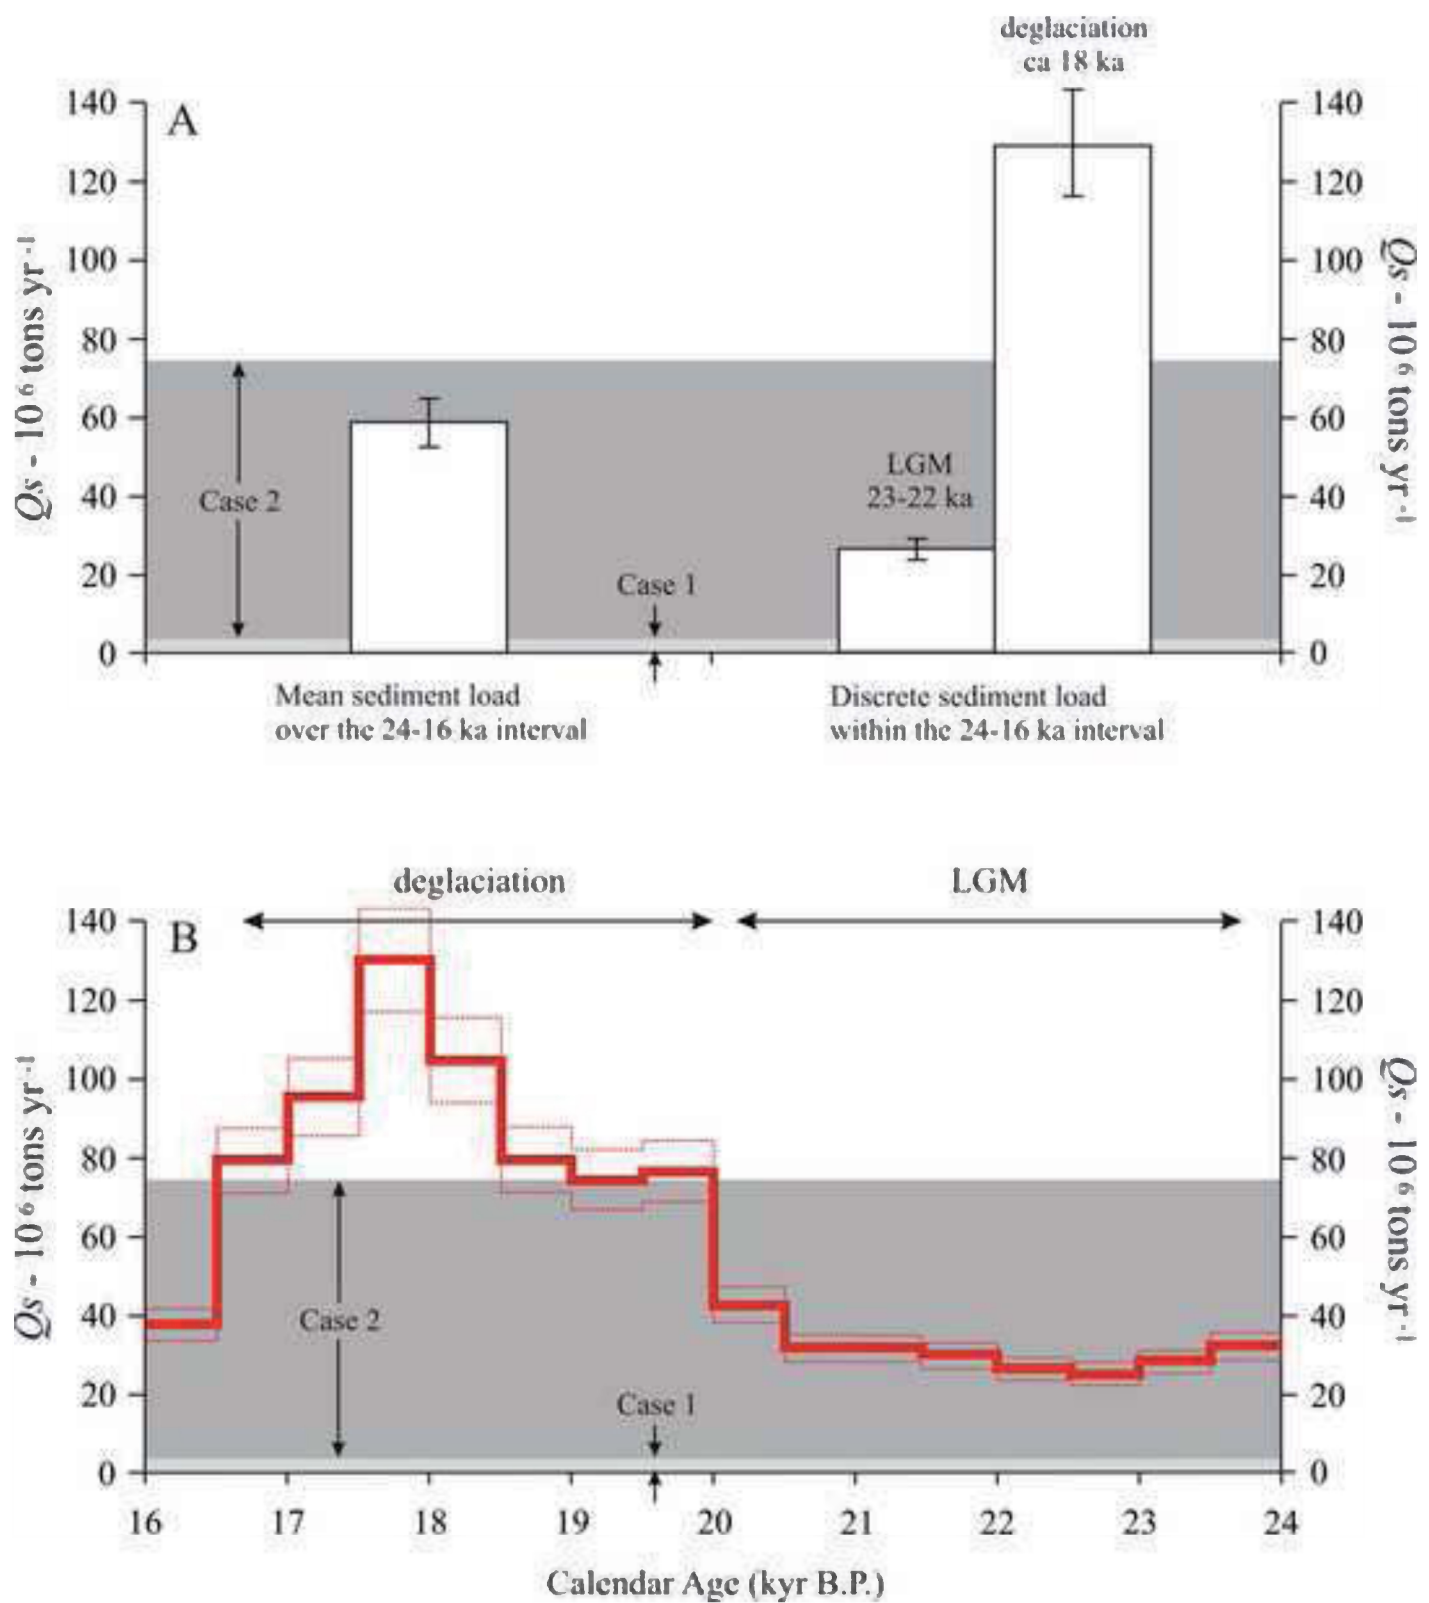 deglaciation
ca 18 ka
A
140
120
100
80
60
40
20
0
Qs - 10⁶ tons yr⁻¹
140
120
100
80
60
40
20
0
Qs - 10⁶ tons yr⁻¹
Case 2
LGM
23-22 ka
Case 1
Mean sediment load
over the 24-16 ka interval
Discrete sediment load
within the 24-16 ka interval
deglaciation
LGM
B
140
120
100
80
60
40
20
0
Qs - 10⁶ tons yr⁻¹
140
120
100
80
60
40
20
0
Qs - 10⁶ tons yr⁻¹
Case 2
Case 1
16 17 18 19 20 21 22 23 24
Calendar Age (kyr B.P.)